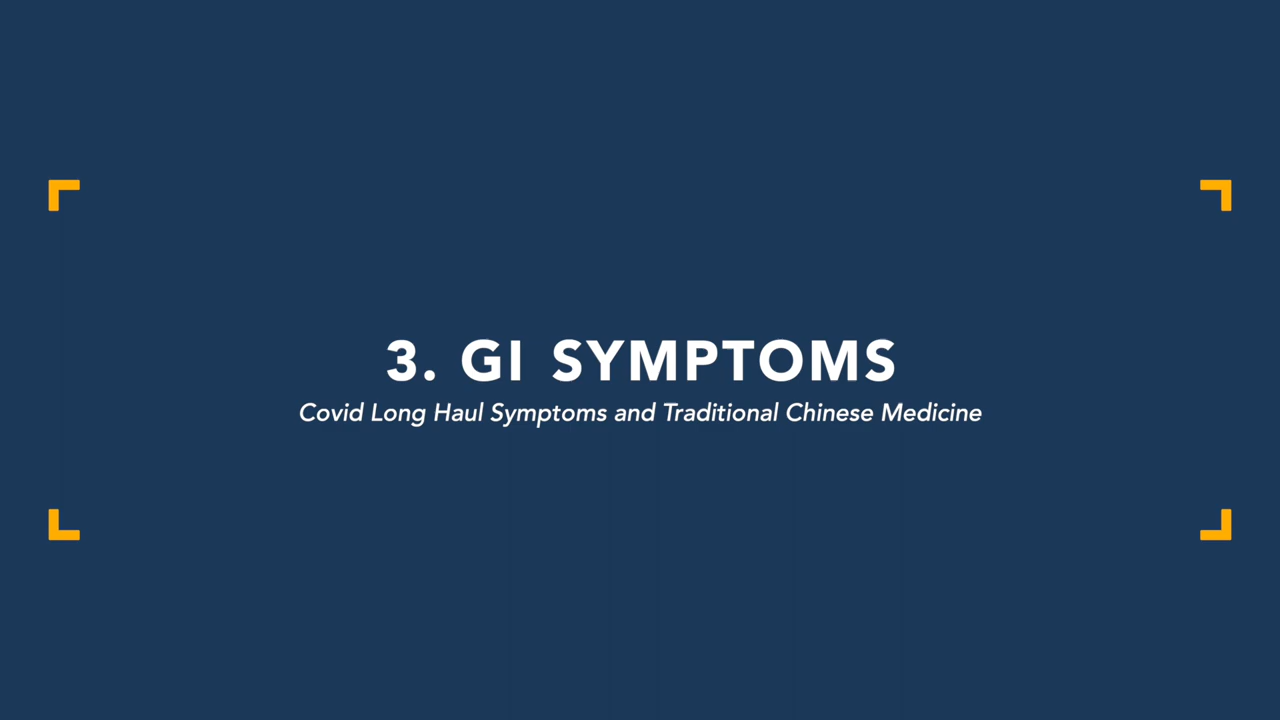 3. GI SYMPTOMS
Covid Long Haul Symptoms and Traditional Chinese Medicine